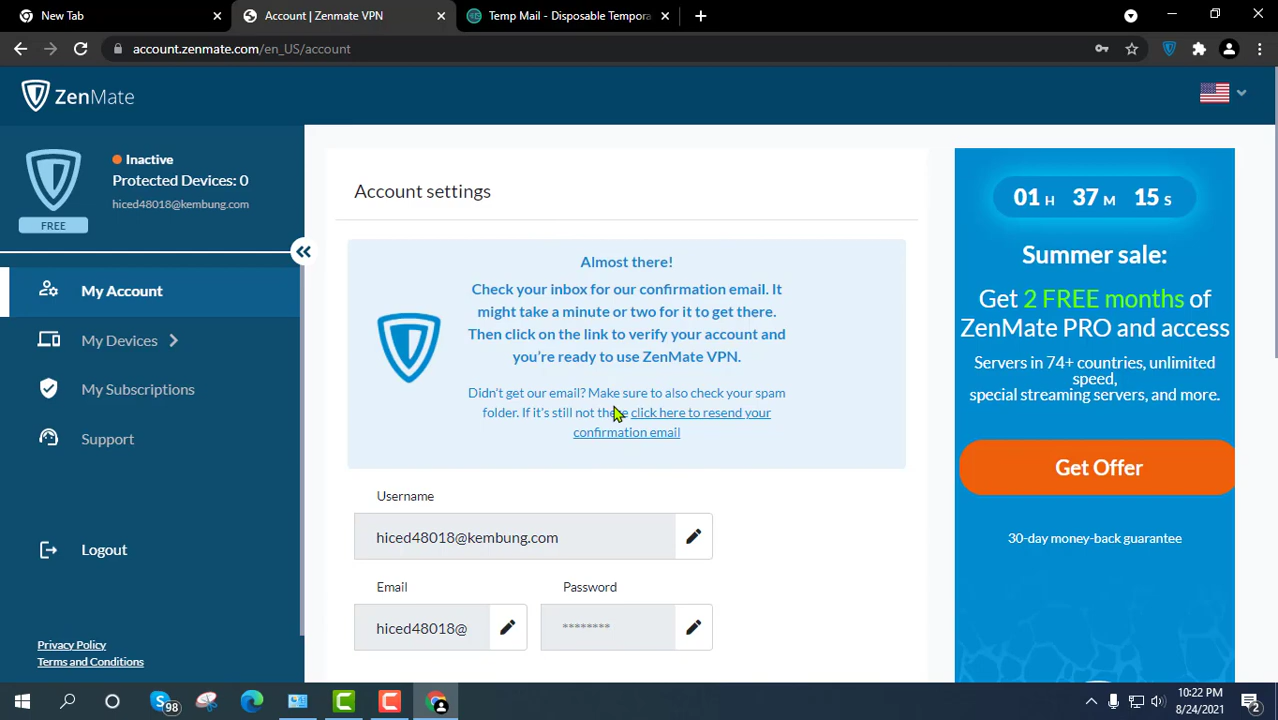 New Tab
Account | Zenmate VPN
Temp Mail - Disposable Tempora
account.zenmate.com/en_US/account
ZenMate
Inactive
Protected Devices: 0
hiced48018@kembung.com
FREE
My Account
My Devices
My Subscriptions
Support
Logout
Privacy Policy
Terms and Conditions
Account settings
Almost there!
Check your inbox for our confirmation email. It
might take a minute or two for it to get there.
Then click on the link to verify your account and
you're ready to use ZenMate VPN.
Didn't get our email? Make sure to also check your spam
folder. If it's still not there click here to resend your
confirmation email
Username
hiced48018@kembung.com
Email
Password
hiced48018@
********
01 H 37 M 15 S
Summer sale:
Get 2 FREE months of
ZenMate PRO and access
Servers in 74+ countries, unlimited
speed,
special streaming servers, and more.
Get Offer
30-day money-back guarantee
98
10:22 PM
8/24/2021
2